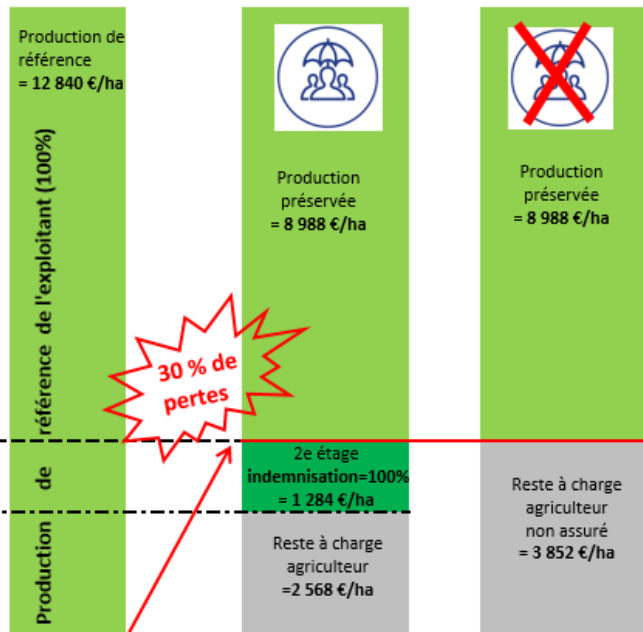 Production de
référence
= 12 840 €/ha
Production de référence de l'exploitant (100%)
30 % de
pertes
Production
préservée
= 8 988 €/ha
2e étage
indemnisation=100%
= 1 284 €/ha
Reste à charge
agriculteur
=2 568 €/ha
Production
préservée
= 8 988 €/ha
Reste à charge
agriculteur
non assuré
= 3 852 €/ha